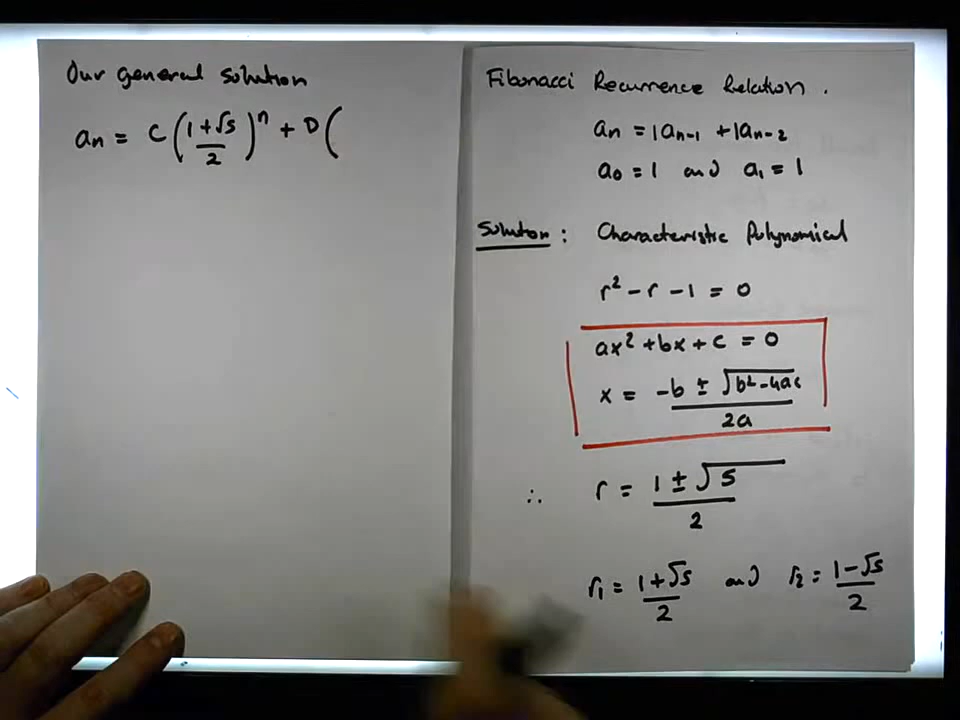 Our general solution
an = C(1+√5/2)^n + D(
Fibonacci Recurrence Relation.
an = 1an-1 + 1an-2
a0 = 1 and a1 = 1
Solution: Characteristic Polynomial
r² - r - 1 = 0
ax² + bx + c = 0
x = -b ± √b²-4ac / 2a
∴ r = 1 ± √5 / 2
r1 = 1+√5 / 2 and r2 = 1-√5 / 2